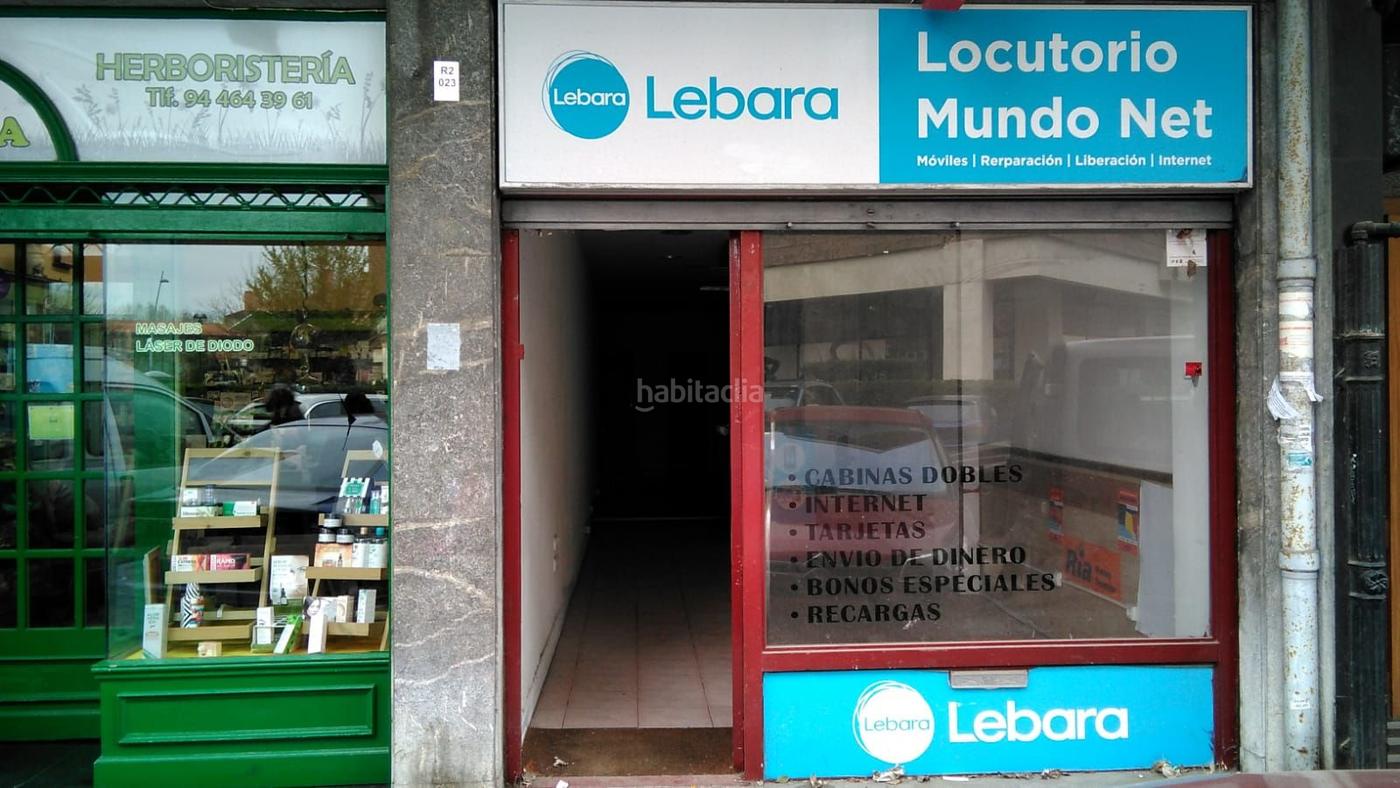 HERBORISTERÍA
Tlf. 94 464 39 61
A
MASAJES
LÁSER DE DIODO
R2
023
Lebara
Lebara
Locutorio
Mundo Net
Móviles | Rerparación | Liberación | Internet
habitaclia
• CABINAS DOBLES
• INTERNET
• TARJETAS
• ENVIO DE DINERO
• BONOS ESPECIALES
• RECARGAS
Ria
Lebara
Lebara